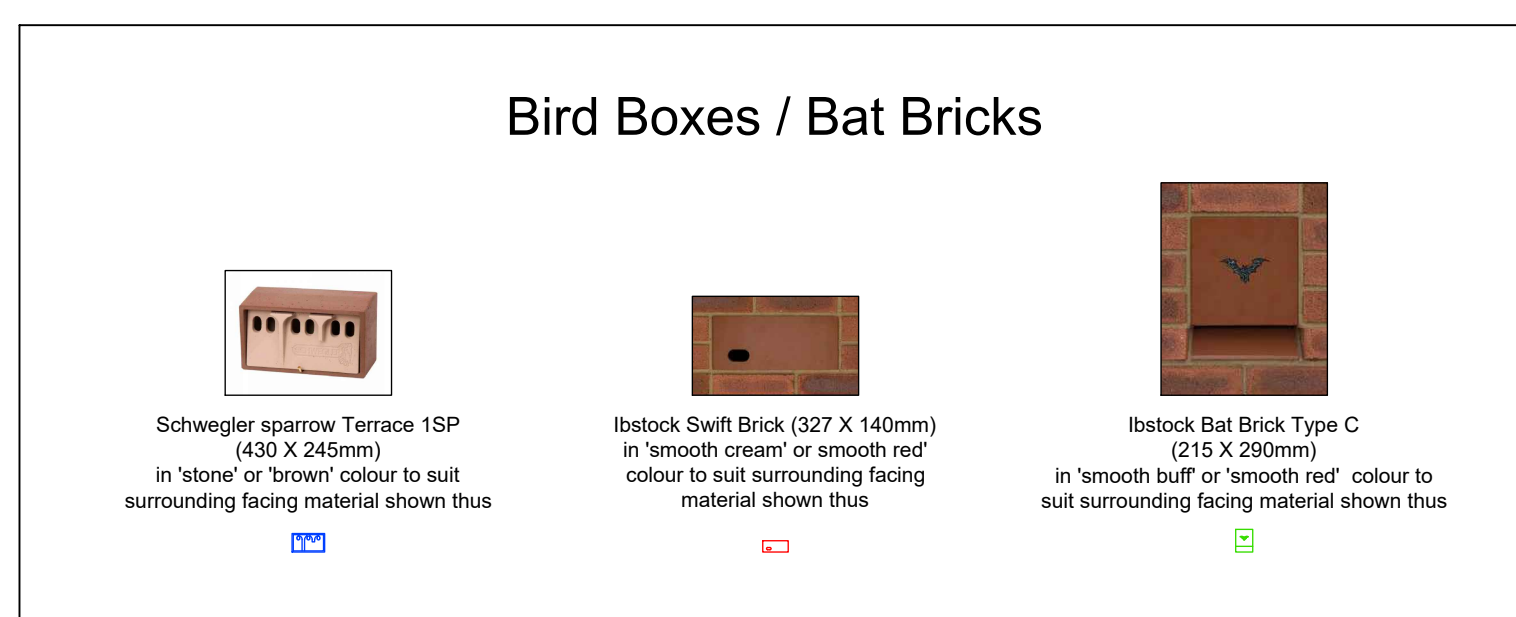 Bird Boxes / Bat Bricks
Schwegler sparrow Terrace 1SP
(430 X 245mm)
in 'stone' or 'brown' colour to suit
surrounding facing material shown thus
Ibstock Swift Brick (327 X 140mm)
in 'smooth cream' or smooth red'
colour to suit surrounding facing
material shown thus
Ibstock Bat Brick Type C
(215 X 290mm)
in 'smooth buff' or 'smooth red'  colour to
suit surrounding facing material shown thus